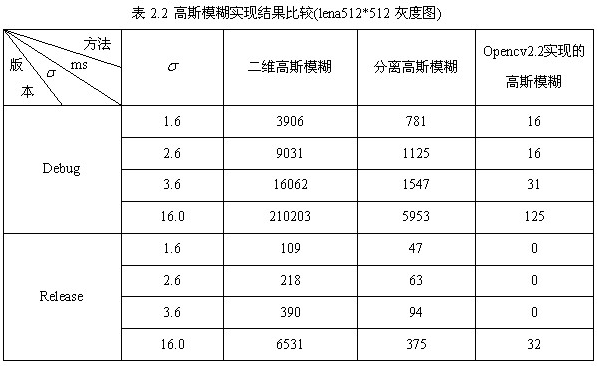 表 2.2 高斯模糊实现结果比较(lena512*512 灰度图)
方法
ms
σ
版本
σ
二维高斯模糊
分离高斯模糊
Opencv2.2实现的
高斯模糊
Debug
1.6 3906 781 16
2.6 9031 1125 16
3.6 16062 1547 31
16.0 210203 5953 125
Release
1.6 109 47 0
2.6 218 63 0
3.6 390 94 0
16.0 6531 375 32